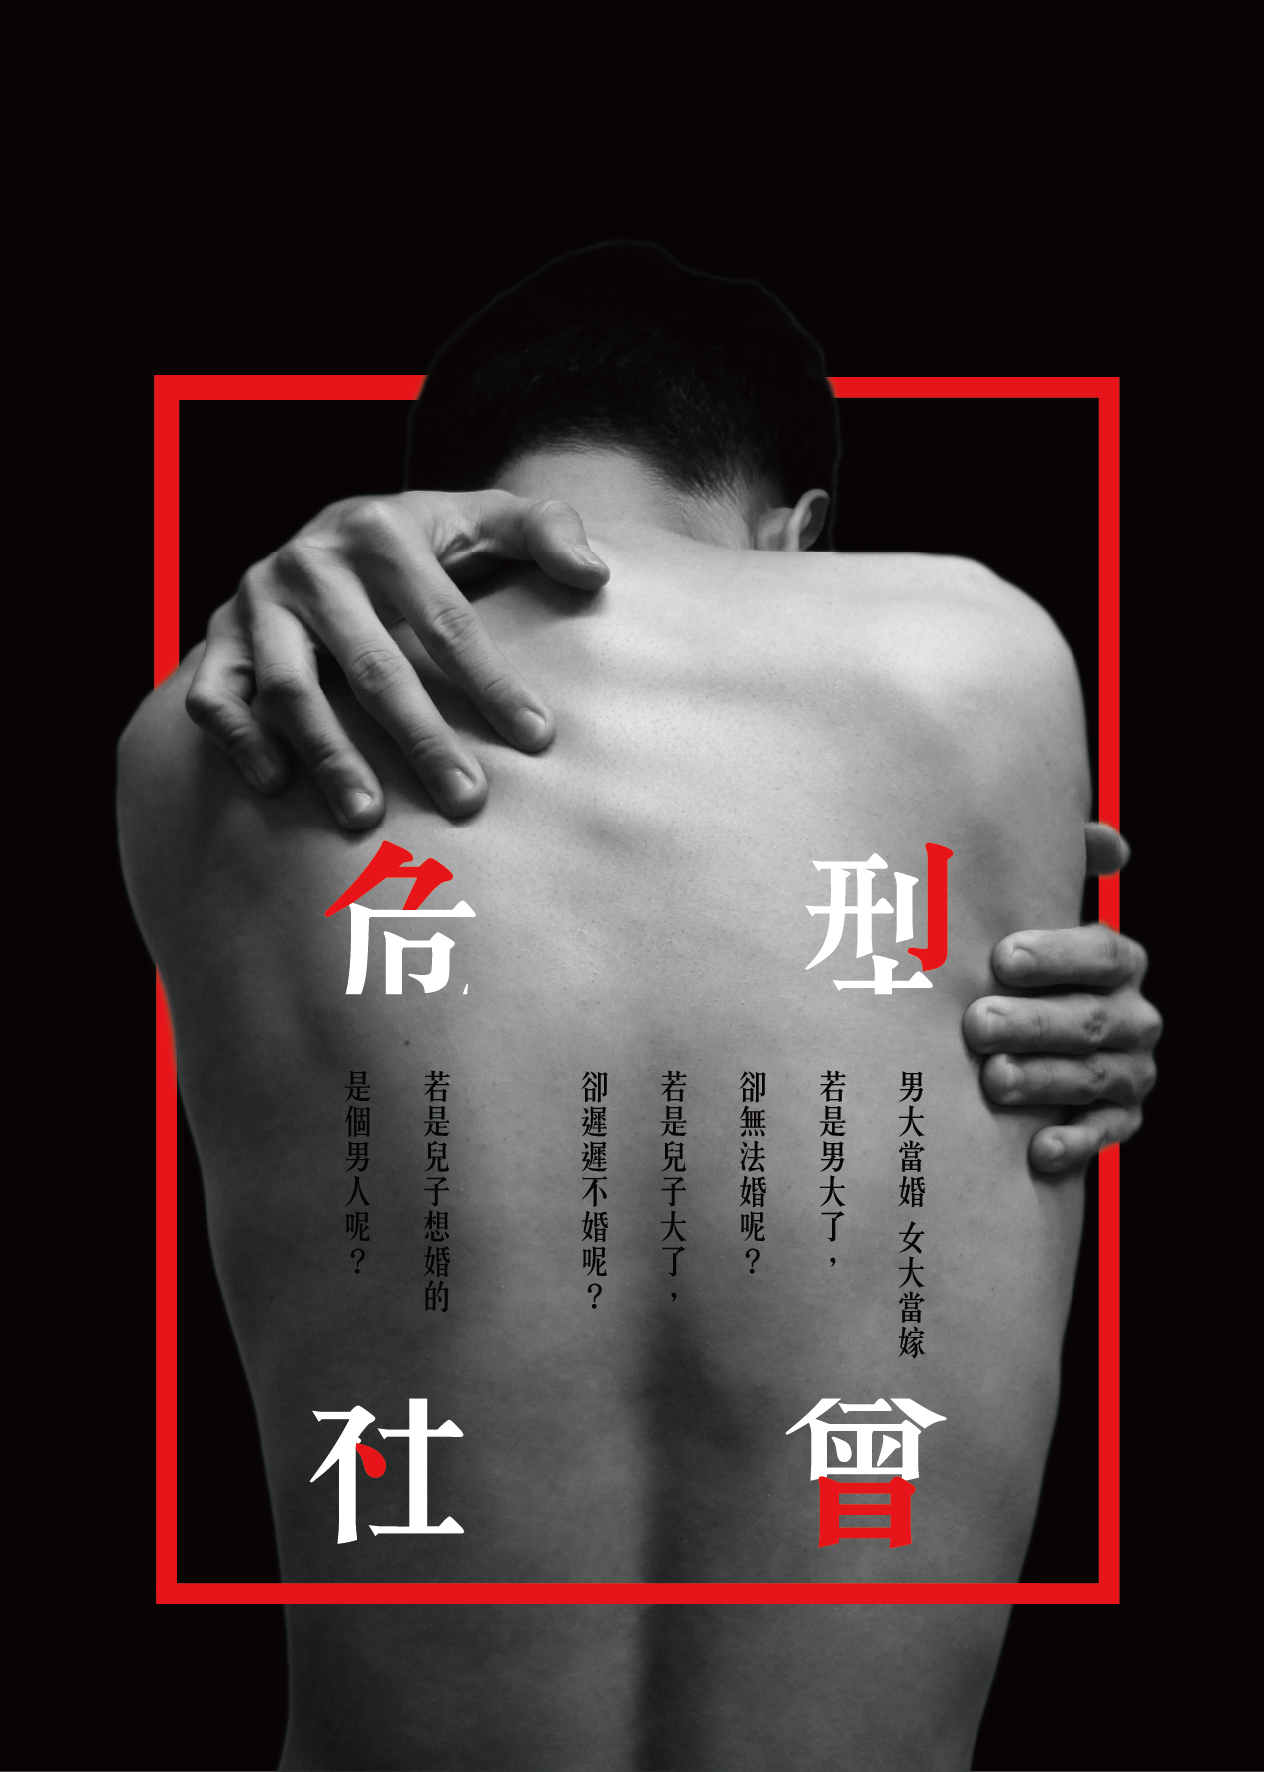 型會
危社
男大當婚 女大當嫁
若是男大了，
卻無法婚呢？
若是兒子大了，
卻遲遲不婚呢？
若是兒子想婚的
是個男人呢？